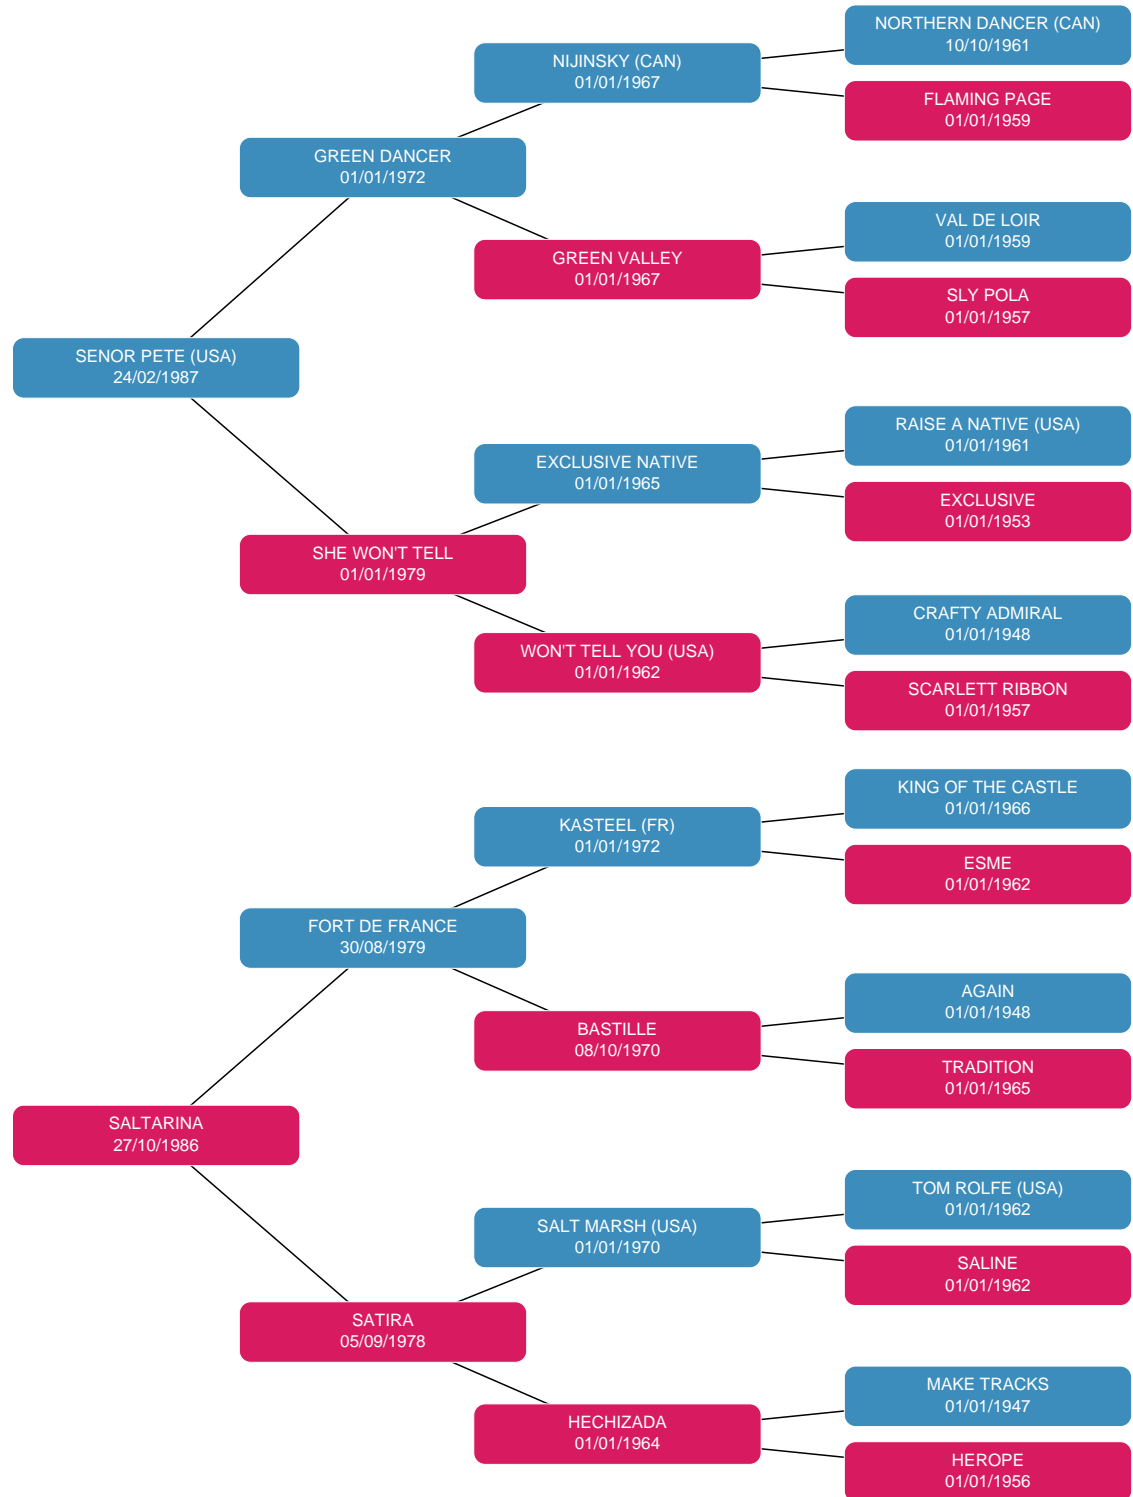 NORTHERN DANCER (CAN)
10/10/1961
NIJINSKY (CAN)
01/01/1967
FLAMING PAGE
01/01/1959
GREEN DANCER
01/01/1972
VAL DE LOIR
01/01/1959
GREEN VALLEY
01/01/1967
SLY POLA
01/01/1957
SENOR PETE (USA)
24/02/1987
RAISE A NATIVE (USA)
01/01/1961
EXCLUSIVE NATIVE
01/01/1965
EXCLUSIVE
01/01/1953
SHE WON'T TELL
01/01/1979
CRAFTY ADMIRAL
01/01/1948
WON'T TELL YOU (USA)
01/01/1962
SCARLETT RIBBON
01/01/1957
KING OF THE CASTLE
01/01/1966
KASTEEL (FR)
01/01/1972
ESME
01/01/1962
FORT DE FRANCE
30/08/1979
AGAIN
01/01/1948
BASTILLE
08/10/1970
TRADITION
01/01/1965
SALTARINA
27/10/1986
TOM ROLFE (USA)
01/01/1962
SALT MARSH (USA)
01/01/1970
SALINE
01/01/1962
SATIRA
05/09/1978
MAKE TRACKS
01/01/1947
HECHIZADA
01/01/1964
HEROPE
01/01/1956